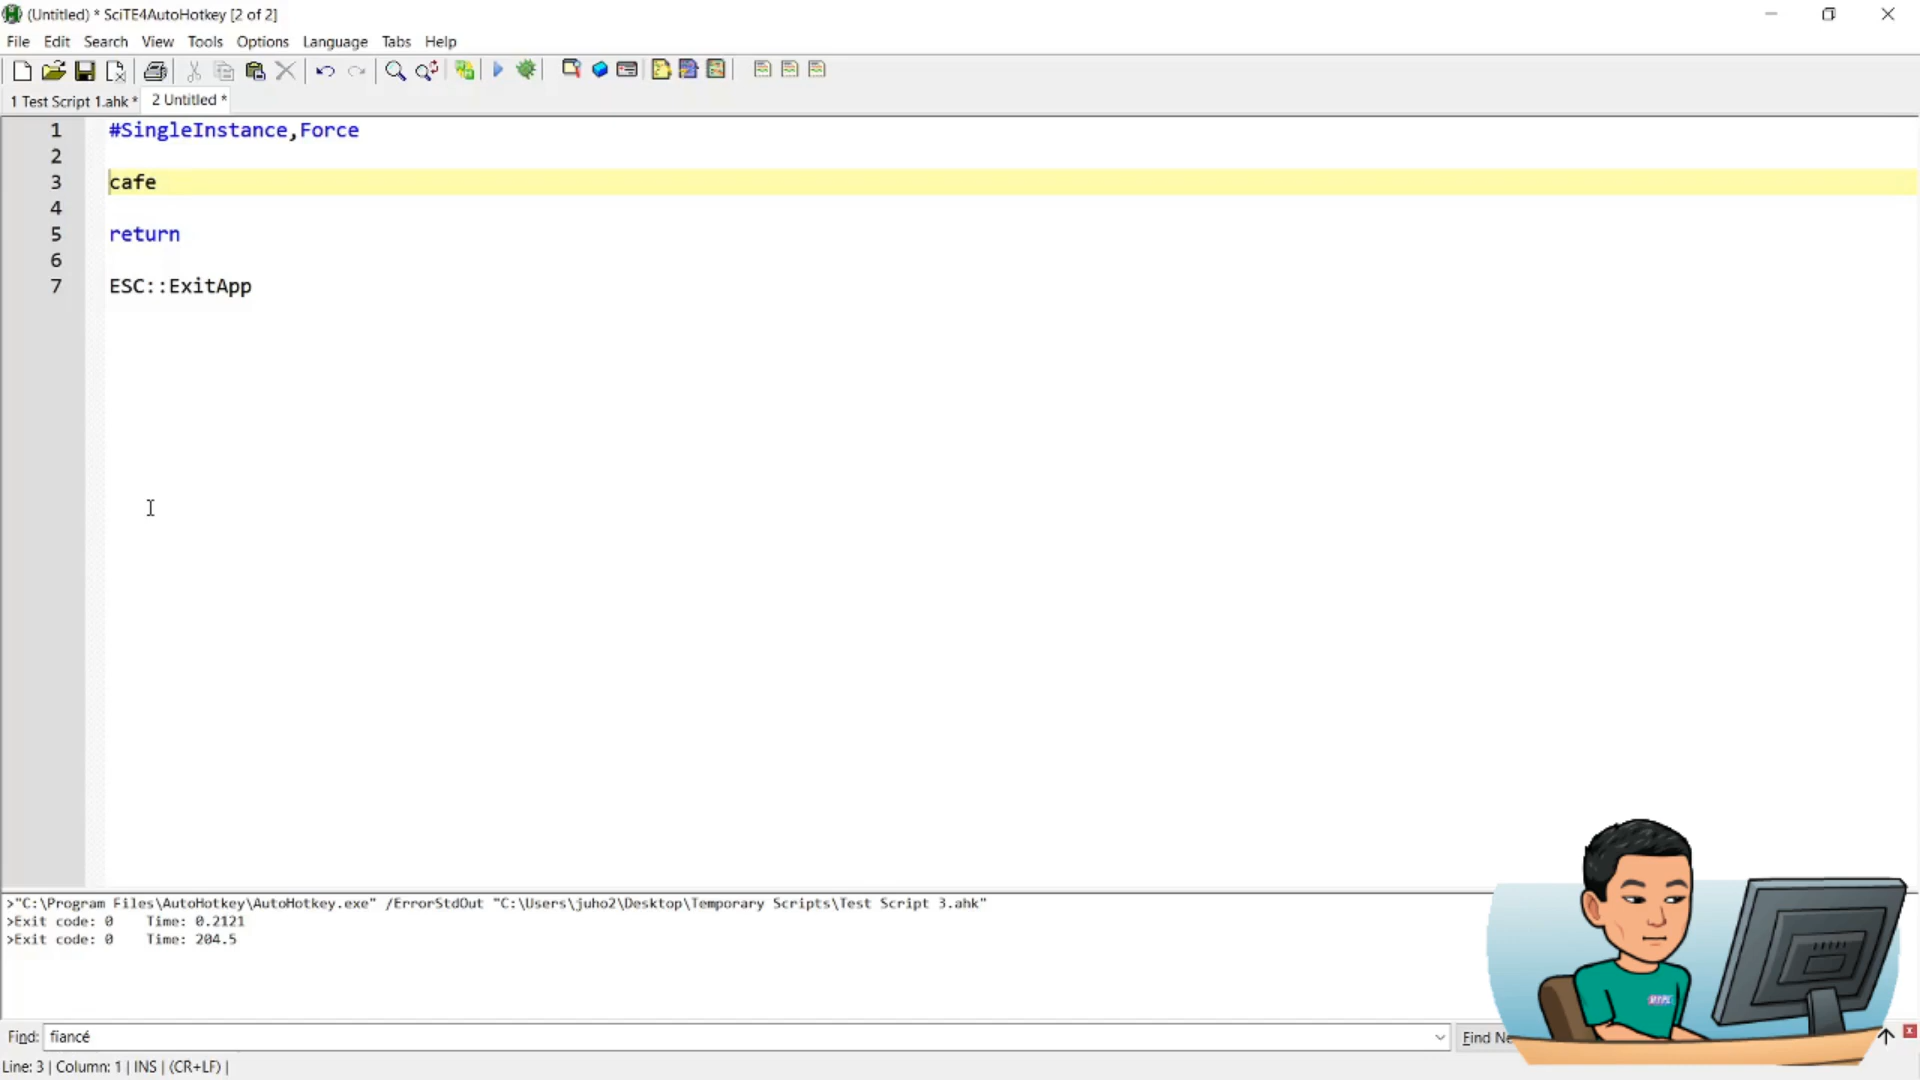 (Untitled) * SciTE4AutoHotkey [2 of 2]
File Edit Search View Tools Options Language Tabs Help
1 Test Script 1.ahk * 2 Untitled *
1 #SingleInstance,Force
2
3 cafe
4
5 return
6
7 ESC::ExitApp
>"C:\Program Files\AutoHotkey\AutoHotkey.exe" /ErrorStdOut "C:\Users\juho2\Desktop\Temporary Scripts\Test Script 3.ahk"
>Exit code: 0 Time: 0.2121
>Exit code: 0 Time: 204.5
Find: fiancé Find Ne
Line: 3 | Column: 1 | INS | (CR+LF) |